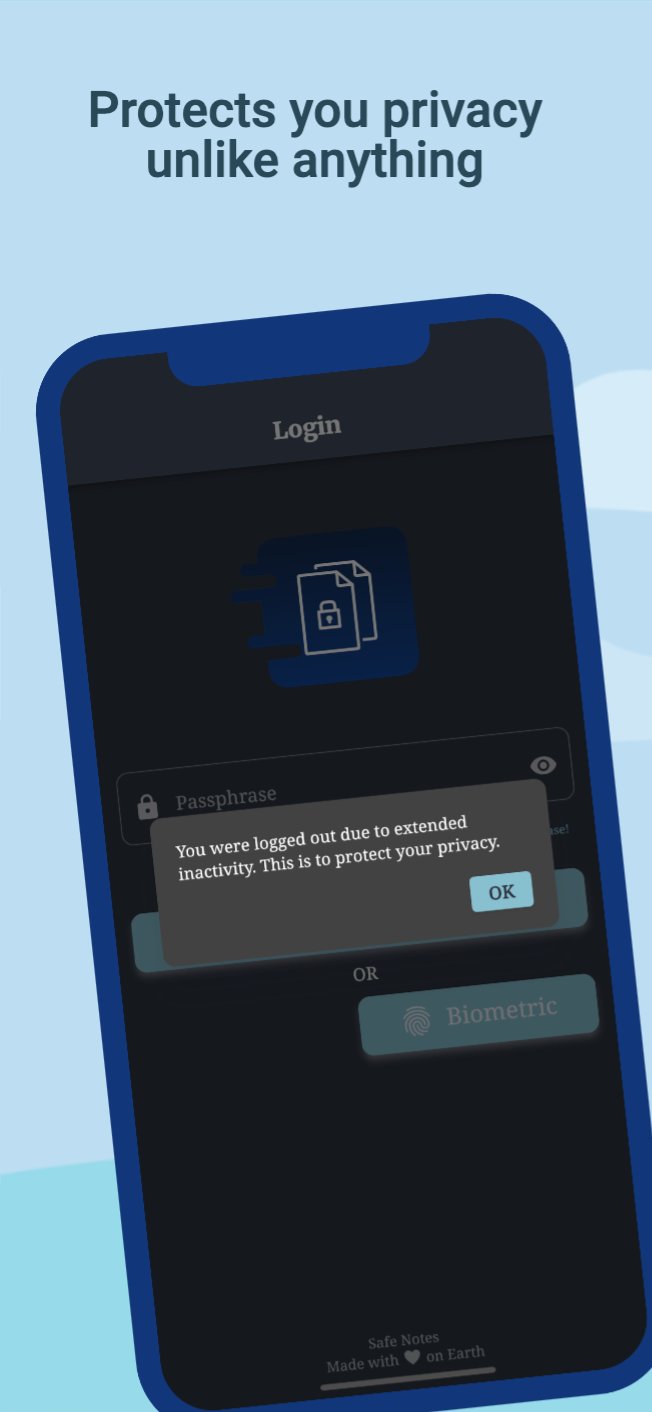 Protects you privacy
unlike anything
Login
Passphrase
You were logged out due to extended
inactivity. This is to protect your privacy.
OK
OR
Biometric
Safe Notes
Made with 🖤 on Earth